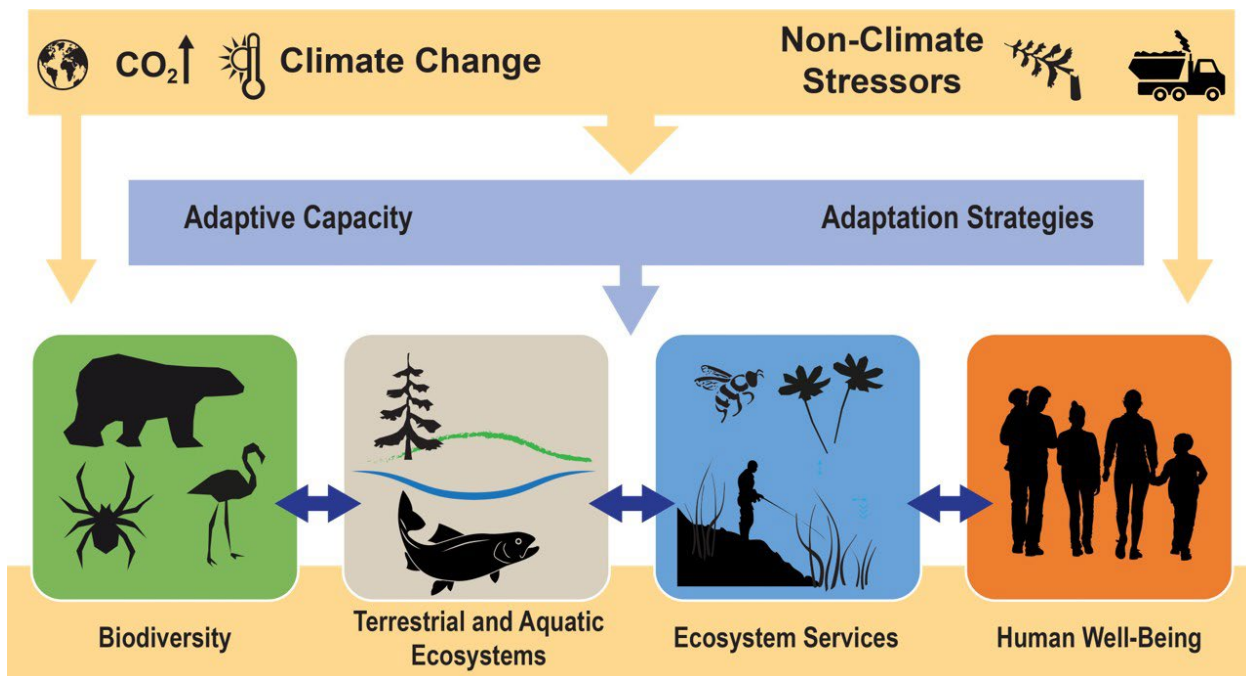 CO₂ Climate Change
Non-Climate
Stressors
Adaptive Capacity
Adaptation Strategies
Biodiversity
Terrestrial and Aquatic
Ecosystems
Ecosystem Services
Human Well-Being